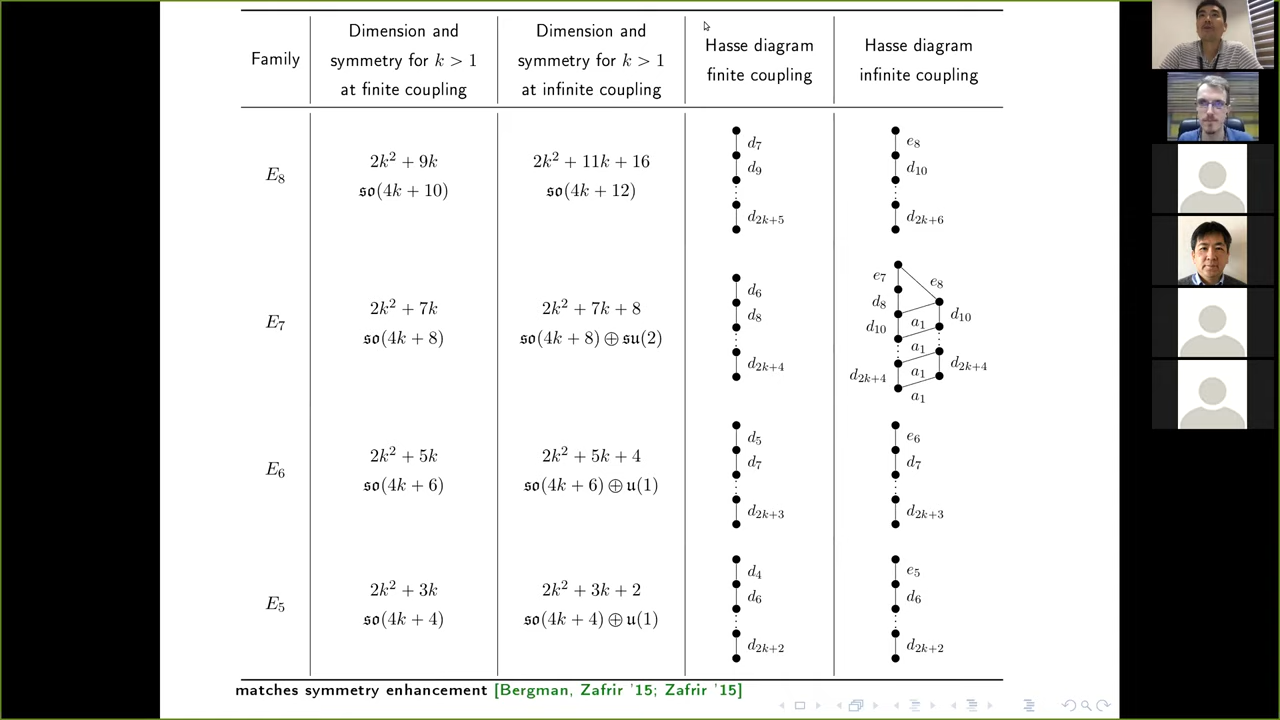 Family
Dimension and
symmetry for k > 1
at finite coupling
Dimension and
symmetry for k > 1
at infinite coupling
Hasse diagram
finite coupling
Hasse diagram
infinite coupling
E₈
2k² + 9k
𝔰𝔬(4k + 10)
2k² + 11k + 16
𝔰𝔬(4k + 12)
d₇
d₉
d₂ₖ₊₅
e₈
d₁₀
d₂ₖ₊₆
E₇
2k² + 7k
𝔰𝔬(4k + 8)
2k² + 7k + 8
𝔰𝔬(4k + 8) ⊕ 𝔰𝔲(2)
d₆
d₈
d₂ₖ₊₄
e₇
e₈
d₈
d₁₀
a₁
d₁₀
a₁
d₂ₖ₊₄
a₁
d₂ₖ₊₄
a₁
E₆
2k² + 5k
𝔰𝔬(4k + 6)
2k² + 5k + 4
𝔰𝔬(4k + 6) ⊕ 𝔲(1)
d₅
d₇
d₂ₖ₊₃
e₆
d₇
d₂ₖ₊₃
E₅
2k² + 3k
𝔰𝔬(4k + 4)
2k² + 3k + 2
𝔰𝔬(4k + 4) ⊕ 𝔲(1)
d₄
d₆
d₂ₖ₊₂
e₅
d₆
d₂ₖ₊₂
matches symmetry enhancement [Bergman, Zafrir '15; Zafrir '15]